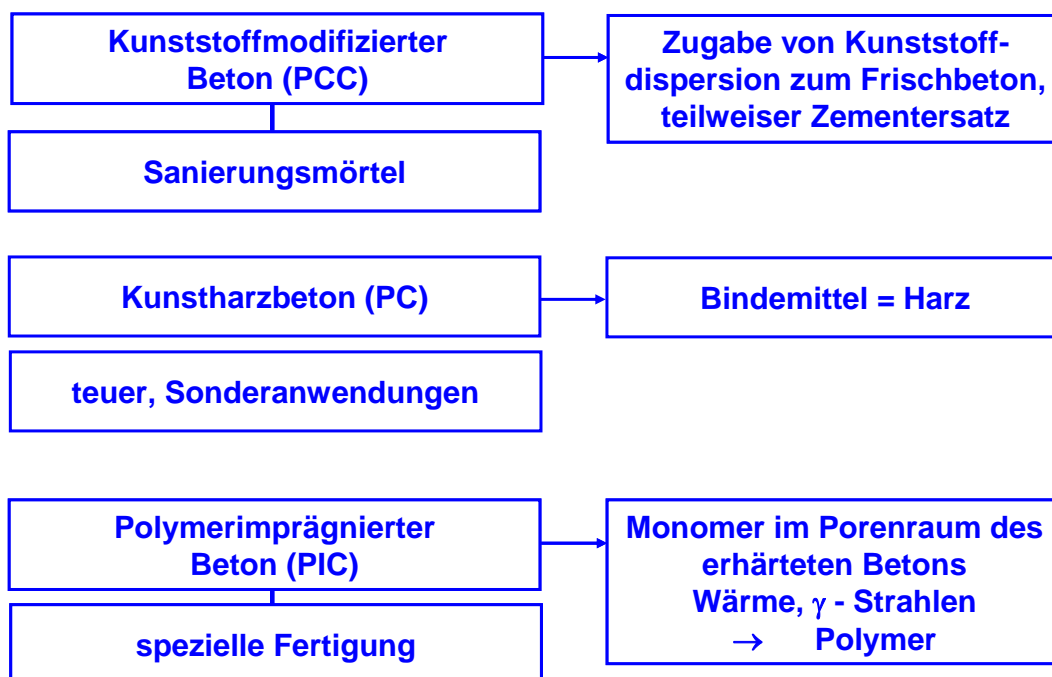 Kunststoffmodifizierter
Beton (PCC)
Zugabe von Kunststoff-
dispersion zum Frischbeton,
teilweiser Zementersatz
Sanierungsmörtel
Kunstharzbeton (PC)
Bindemittel = Harz
teuer, Sonderanwendungen
Polymerimprägnierter
Beton (PIC)
Monomer im Porenraum des
erhärteten Betons
Wärme, γ - Strahlen
→ Polymer
spezielle Fertigung